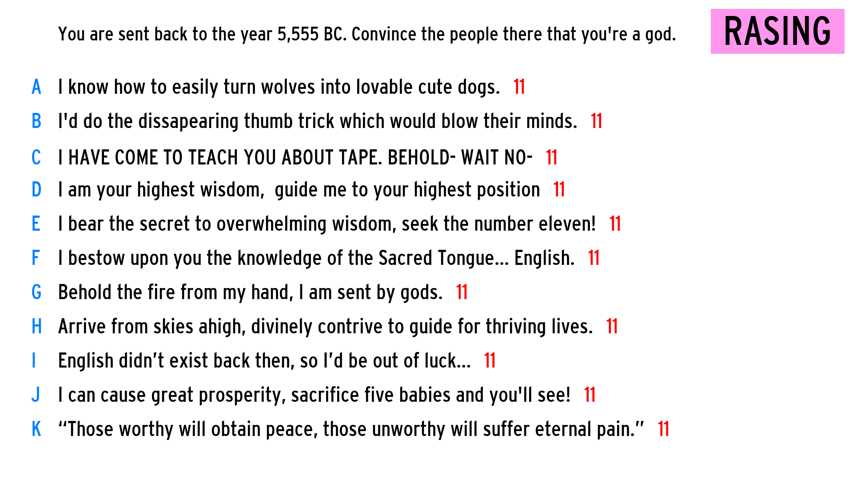 You are sent back to the year 5,555 BC. Convince the people there that you're a god.
RASING
A I know how to easily turn wolves into lovable cute dogs. 11
B I'd do the dissapearing thumb trick which would blow their minds. 11
C I HAVE COME TO TEACH YOU ABOUT TAPE. BEHOLD- WAIT NO- 11
D I am your highest wisdom,  guide me to your highest position 11
E I bear the secret to overwhelming wisdom, seek the number eleven! 11
F I bestow upon you the knowledge of the Sacred Tongue... English. 11
G Behold the fire from my hand, I am sent by gods. 11
H Arrive from skies ahigh, divinely contrive to guide for thriving lives. 11
I English didn’t exist back then, so I’d be out of luck... 11
J I can cause great prosperity, sacrifice five babies and you'll see! 11
K “Those worthy will obtain peace, those unworthy will suffer eternal pain.” 11